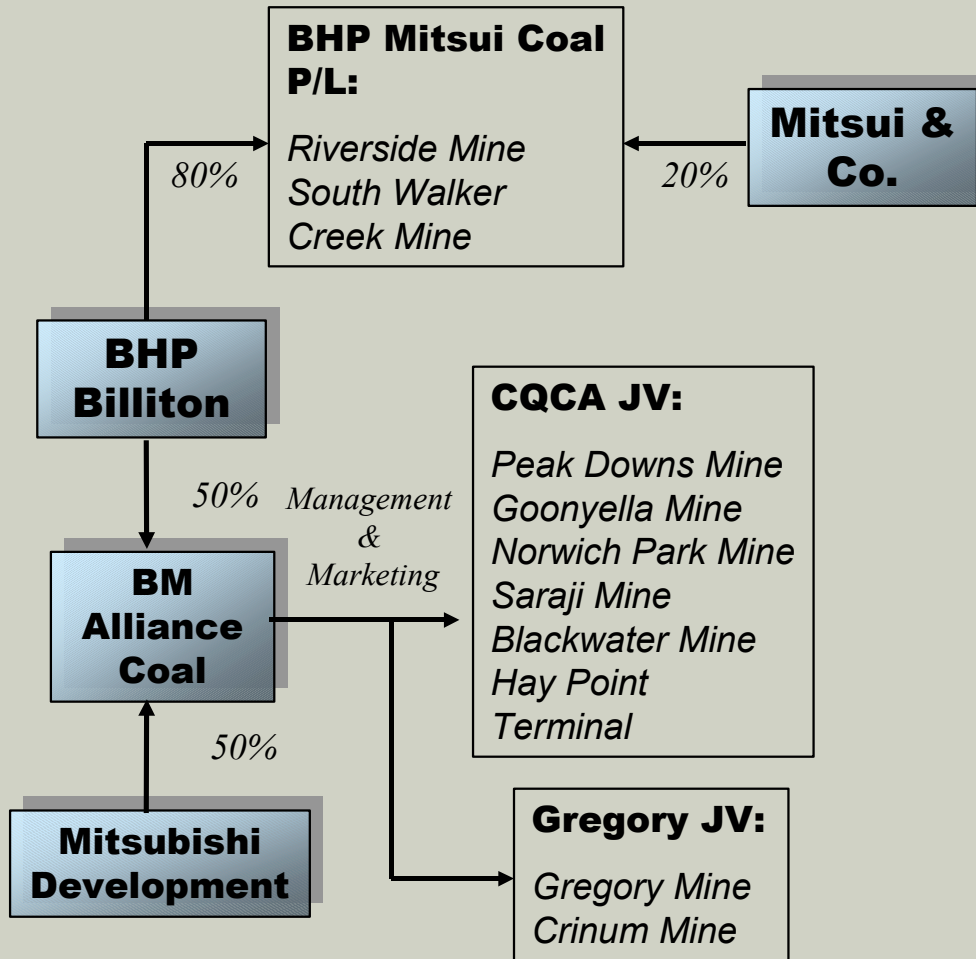 BHP Mitsui Coal
P/L:
Riverside Mine
South Walker
Creek Mine
Mitsui &
Co.
80%
20%
BHP
Billiton
CQCA JV:
Peak Downs Mine
Goonyella Mine
Norwich Park Mine
Saraji Mine
Blackwater Mine
Hay Point
Terminal
50%
Management
&
Marketing
BM
Alliance
Coal
50%
Mitsubishi
Development
Gregory JV:
Gregory Mine
Crinum Mine